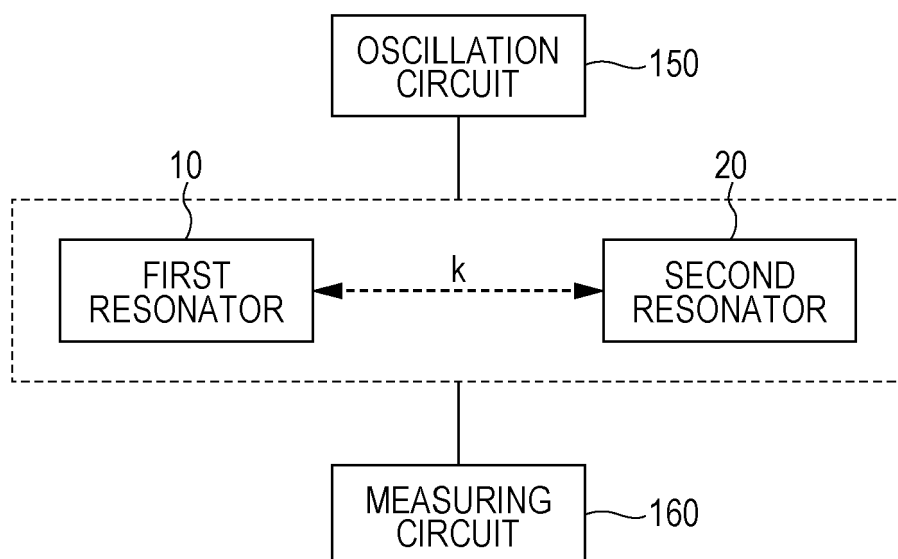 OSCILLATION
CIRCUIT
150
10
20
FIRST
RESONATOR
k
SECOND
RESONATOR
MEASURING
CIRCUIT
160